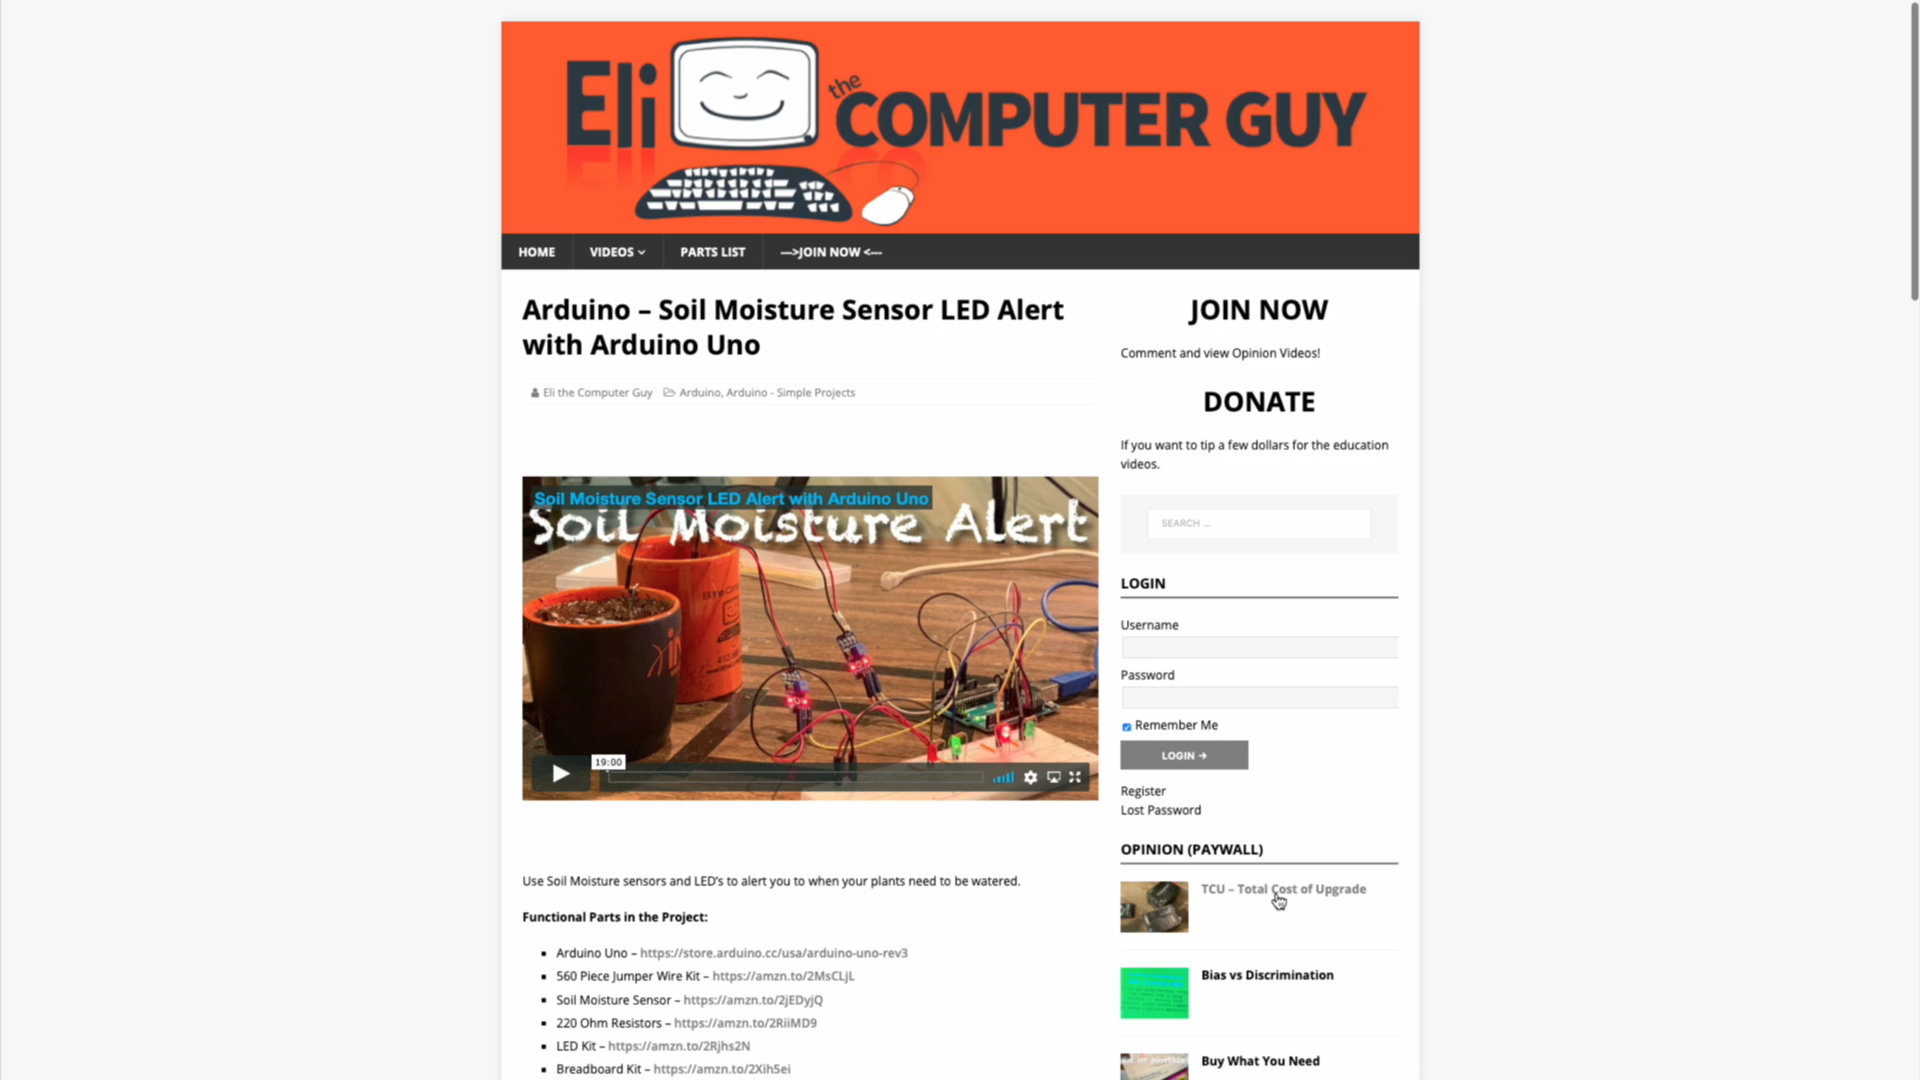 Eli the COMPUTER GUY
HOME
VIDEOS
PARTS LIST
--->JOIN NOW <---
Arduino – Soil Moisture Sensor LED Alert
with Arduino Uno
Eli the Computer Guy
Arduino, Arduino - Simple Projects
Soil Moisture Sensor LED Alert with Arduino Uno
Soil Moisture Alert
19:00
Use Soil Moisture sensors and LED's to alert you to when your plants need to be watered.
Functional Parts in the Project:
Arduino Uno – https://store.arduino.cc/usa/arduino-uno-rev3
560 Piece Jumper Wire Kit – https://amzn.to/2MsCLjL
Soil Moisture Sensor – https://amzn.to/2jEDyjQ
220 Ohm Resistors – https://amzn.to/2RiiMD9
LED Kit – https://amzn.to/2Rjhs2N
Breadboard Kit – https://amzn.to/2Xih5ei
JOIN NOW
Comment and view Opinion Videos!
DONATE
If you want to tip a few dollars for the education
videos.
SEARCH ...
LOGIN
Username
Password
Remember Me
LOGIN →
Register
Lost Password
OPINION (PAYWALL)
TCU – Total Cost of Upgrade
Bias vs Discrimination
Buy What You Need